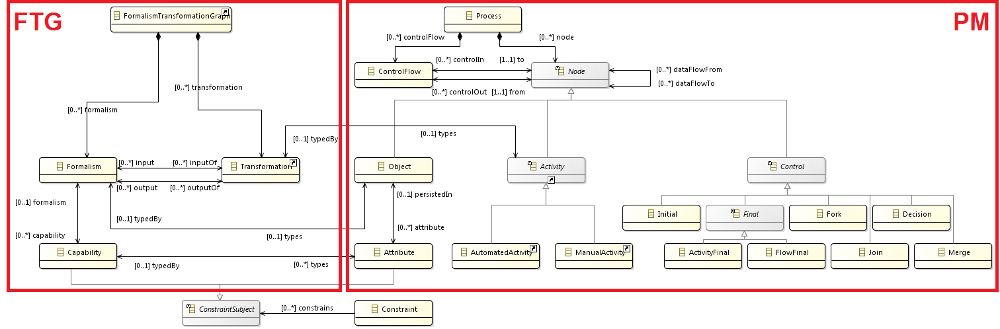 FTG
PM
FormalismTransformationGraph
Process
[0..*] controlFlow
[0..*] node
ControlFlow
[0..*] controlIn
[1..1] to
Node
[0..*] dataFlowFrom
[0..*] dataFlowTo
[0..*] controlOut
[1..1] from
[0..*] transformation
[0..*] formalism
[0..1] typedBy
[0..1] types
Formalism
[0..*] input
[0..*] inputOf
Transformation
Object
Activity
Control
[0..*] output
[0..*] outputOf
[0..1] formalism
[0..1] persistedIn
[0..1] typedBy
[0..1] types
[0..*] capability
[0..*] attribute
Initial
Final
Fork
Decision
Capability
Attribute
AutomatedActivity
ManualActivity
ActivityFinal
FlowFinal
Join
Merge
[0..1] typedBy
[0..*] types
ConstraintSubject
[0..*] constrains
Constraint